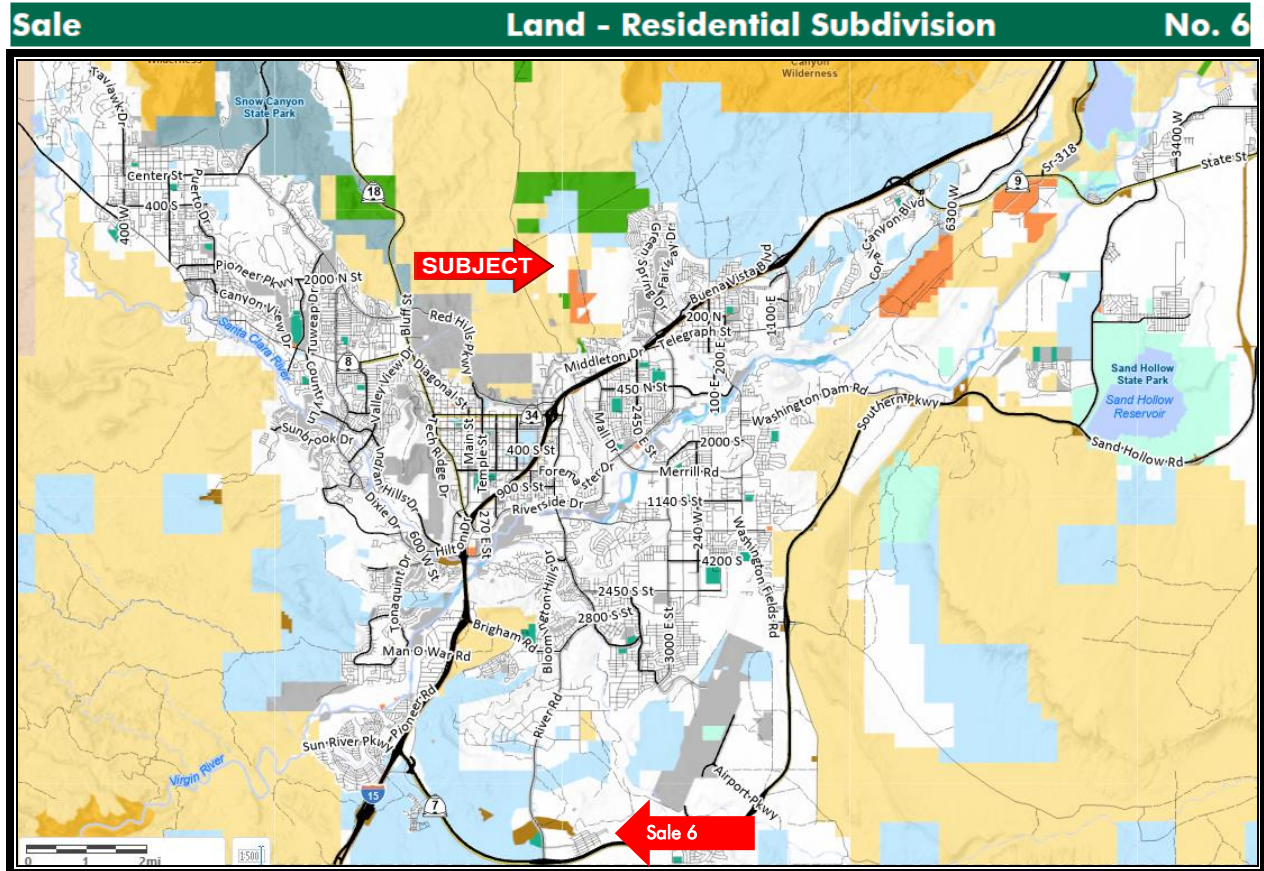 Sale Land - Residential Subdivision No. 6
Wilderness
Canyon
Wilderness
Snow Canyon
State Park
Taviawk Dr
Center St
400 S
400 W
Puerto Dr
18
Sr-318
9
3400 W
State St
6300 W
Coral Canyon Blvd
SUBJECT
Green Spring Dr
Fairway Dr
Buena Vista Blvd
Pioneer Pkwy
2000 N St
Canyon View Dr
Tuweap Dr
Santa Clara River
Country Ln
Bluff St
Red Hills Pkwy
200 N
Telegraph St
1100 E
Middleton Dr
200 E
8
Valley View Dr
Diagonal St
450 N St
100 E
Washington Dam Rd
Southern Pkwy
Sand Hollow
State Park
Sand Hollow
Reservoir
Sand Hollow Rd
34
Sunbrook Dr
Tech Ridge Dr
Main St
Temple St
400 S St
Mall Dr
2450 E St
2000 S
Foremaster Dr
Merrill Rd
900 S St
Riverside Dr
1140 S St
Dixie Dr
600 W St
Hilton Dr
270 E St
240 W
Washington Fields Rd
4200 S
Tonaquint Dr
Bloomington Hills Dr
2450 S St
2800 S St
3000 E St
Brigham Rd
Man O War Rd
Pioneer Rd
River Rd
Sun River Pkwy
Virgin River
15
7
Airport Pkwy
Sale 6
0 1 2mi